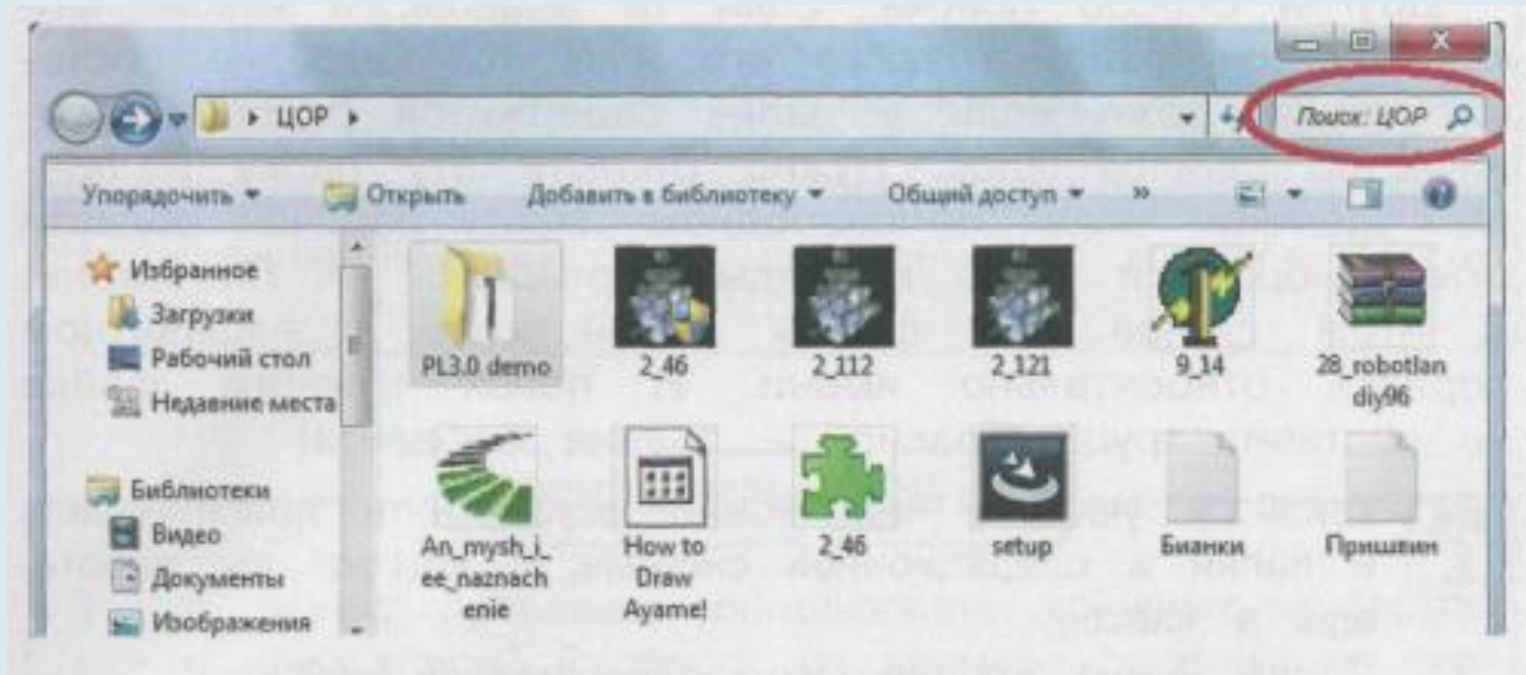 ЦОР
Поиск: ЦОР
Упорядочить Открыть Добавить в библиотеку Общий доступ »
Избранное
Загрузки
Рабочий стол
Недавние места
Библиотеки
Видео
Документы
Изображения
PL3.0 demo
2_46
2_112
2_121
9_14
28_robotlan
diy96
An_mysh_i_
ee_naznach
enie
How to
Draw
Ayame!
2_46
setup
Бианки
Пришвин